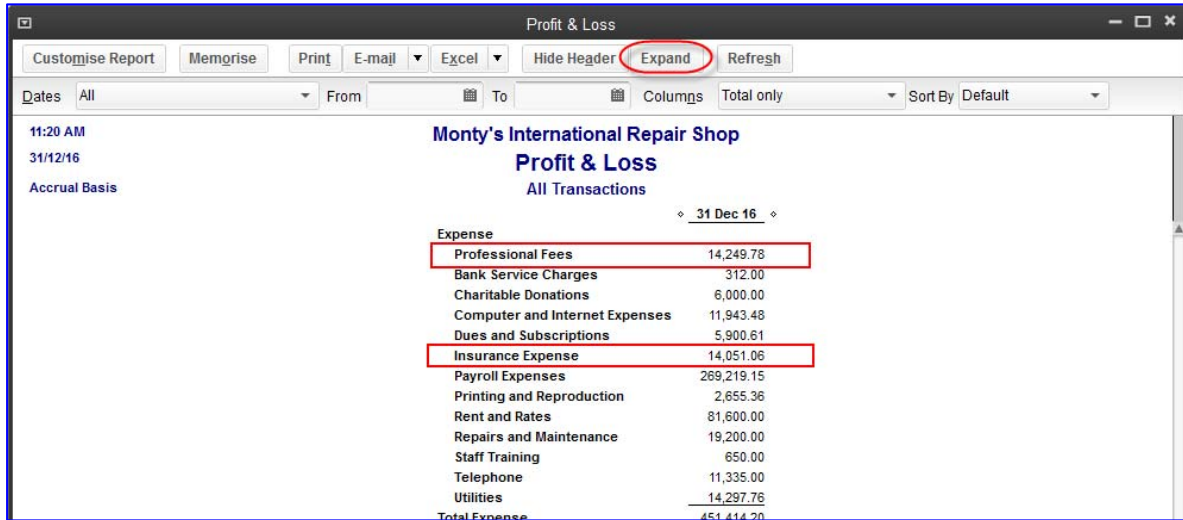 Profit & Loss
Customise Report Memorise Print E-mail Excel Hide Header Expand Refresh
Dates All From To Columns Total only Sort By Default
11:20 AM
31/12/16
Accrual Basis
Monty's International Repair Shop
Profit & Loss
All Transactions
31 Dec 16
Expense
Professional Fees 14,249.78
Bank Service Charges 312.00
Charitable Donations 6,000.00
Computer and Internet Expenses 11,943.48
Dues and Subscriptions 5,900.61
Insurance Expense 14,051.06
Payroll Expenses 269,219.15
Printing and Reproduction 2,655.36
Rent and Rates 81,600.00
Repairs and Maintenance 19,200.00
Staff Training 650.00
Telephone 11,335.00
Utilities 14,297.76
Total Expense 451,414.20